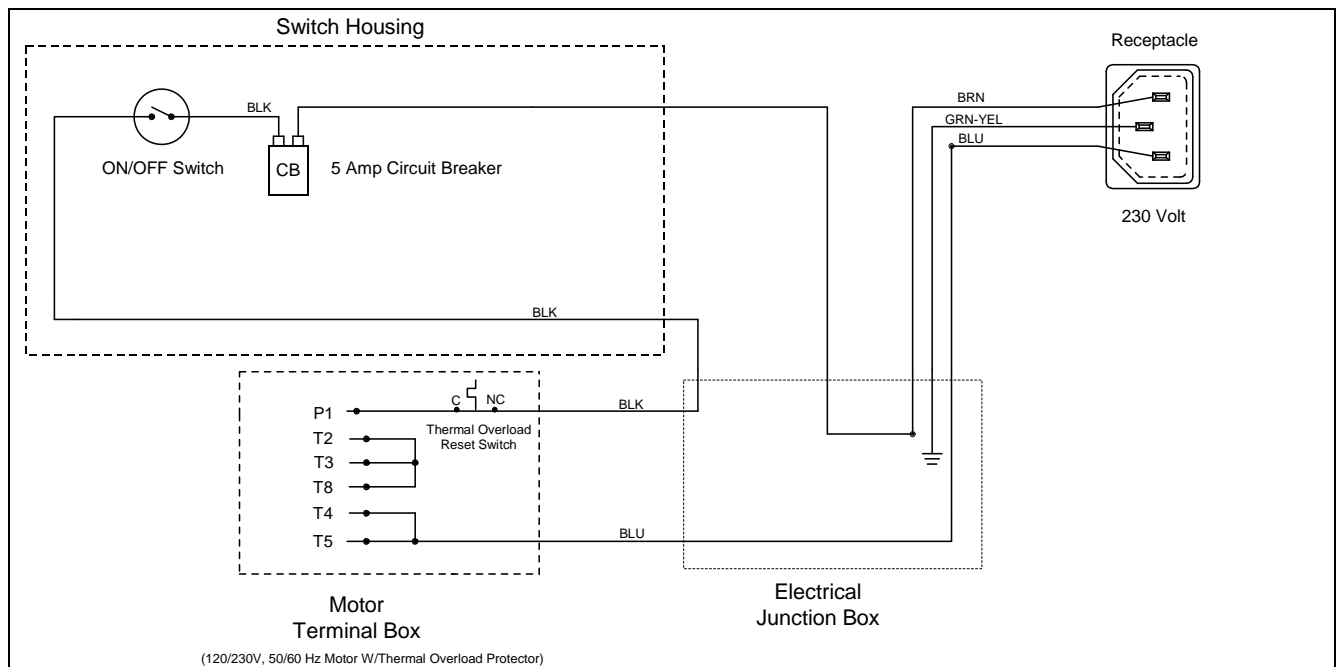 Switch Housing
Receptacle
BLK
BRN
GRN-YEL
BLU
ON/OFF Switch
CB
5 Amp Circuit Breaker
230 Volt
BLK
C
NC
BLK
P1
Thermal Overload
Reset Switch
T2
T3
T8
T4
T5
BLU
Electrical
Junction Box
Motor
Terminal Box
(120/230V, 50/60 Hz Motor W/Thermal Overload Protector)